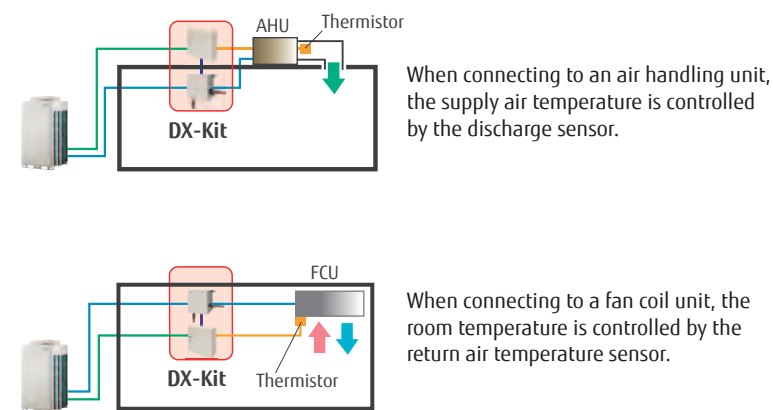 AHU
Thermistor
DX-Kit
When connecting to an air handling unit,
the supply air temperature is controlled
by the discharge sensor.
FCU
DX-Kit
Thermistor
When connecting to a fan coil unit, the
room temperature is controlled by the
return air temperature sensor.